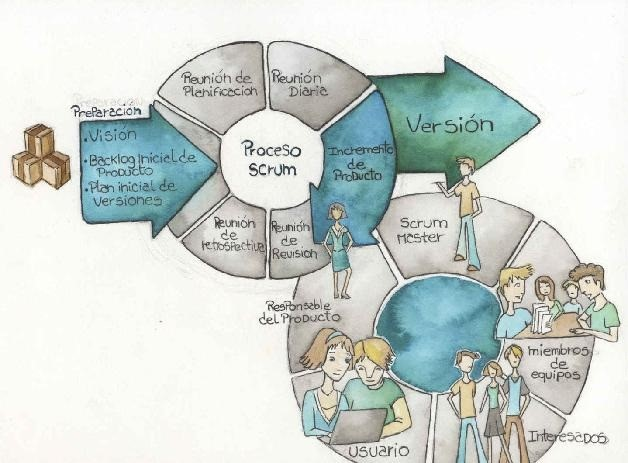 Preparación
• Visión
• Backlog Inicial de
Producto
• Plan inicial de
Versiones
Reunión de
Planificación
Reunión
Diaria
Proceso
Scrum
Incremento
de
Producto
Versión
Reunión
de
retrospectiva
Reunión
de
Revisión
Scrum
Master
Responsable
del Producto
miembros
de
equipos
Usuario
Interesados